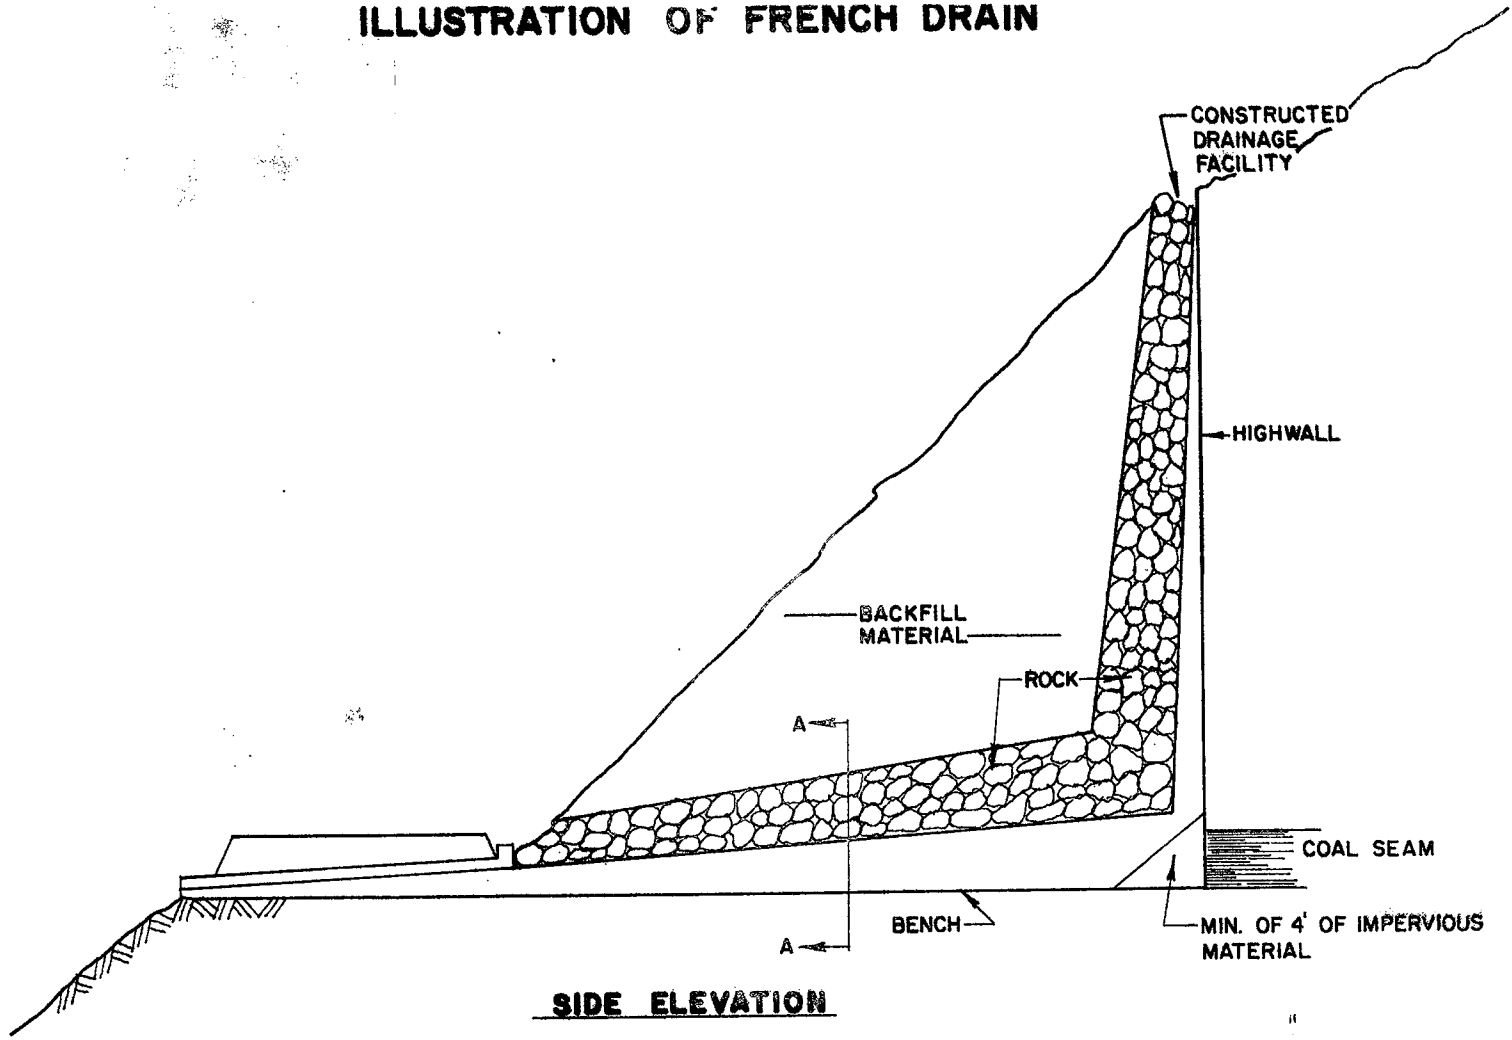 ILLUSTRATION OF FRENCH DRAIN
CONSTRUCTED
DRAINAGE
FACILITY
HIGHWALL
BACKFILL
MATERIAL
ROCK
A
COAL SEAM
BENCH
A
MIN. OF 4' OF IMPERVIOUS
MATERIAL
SIDE ELEVATION